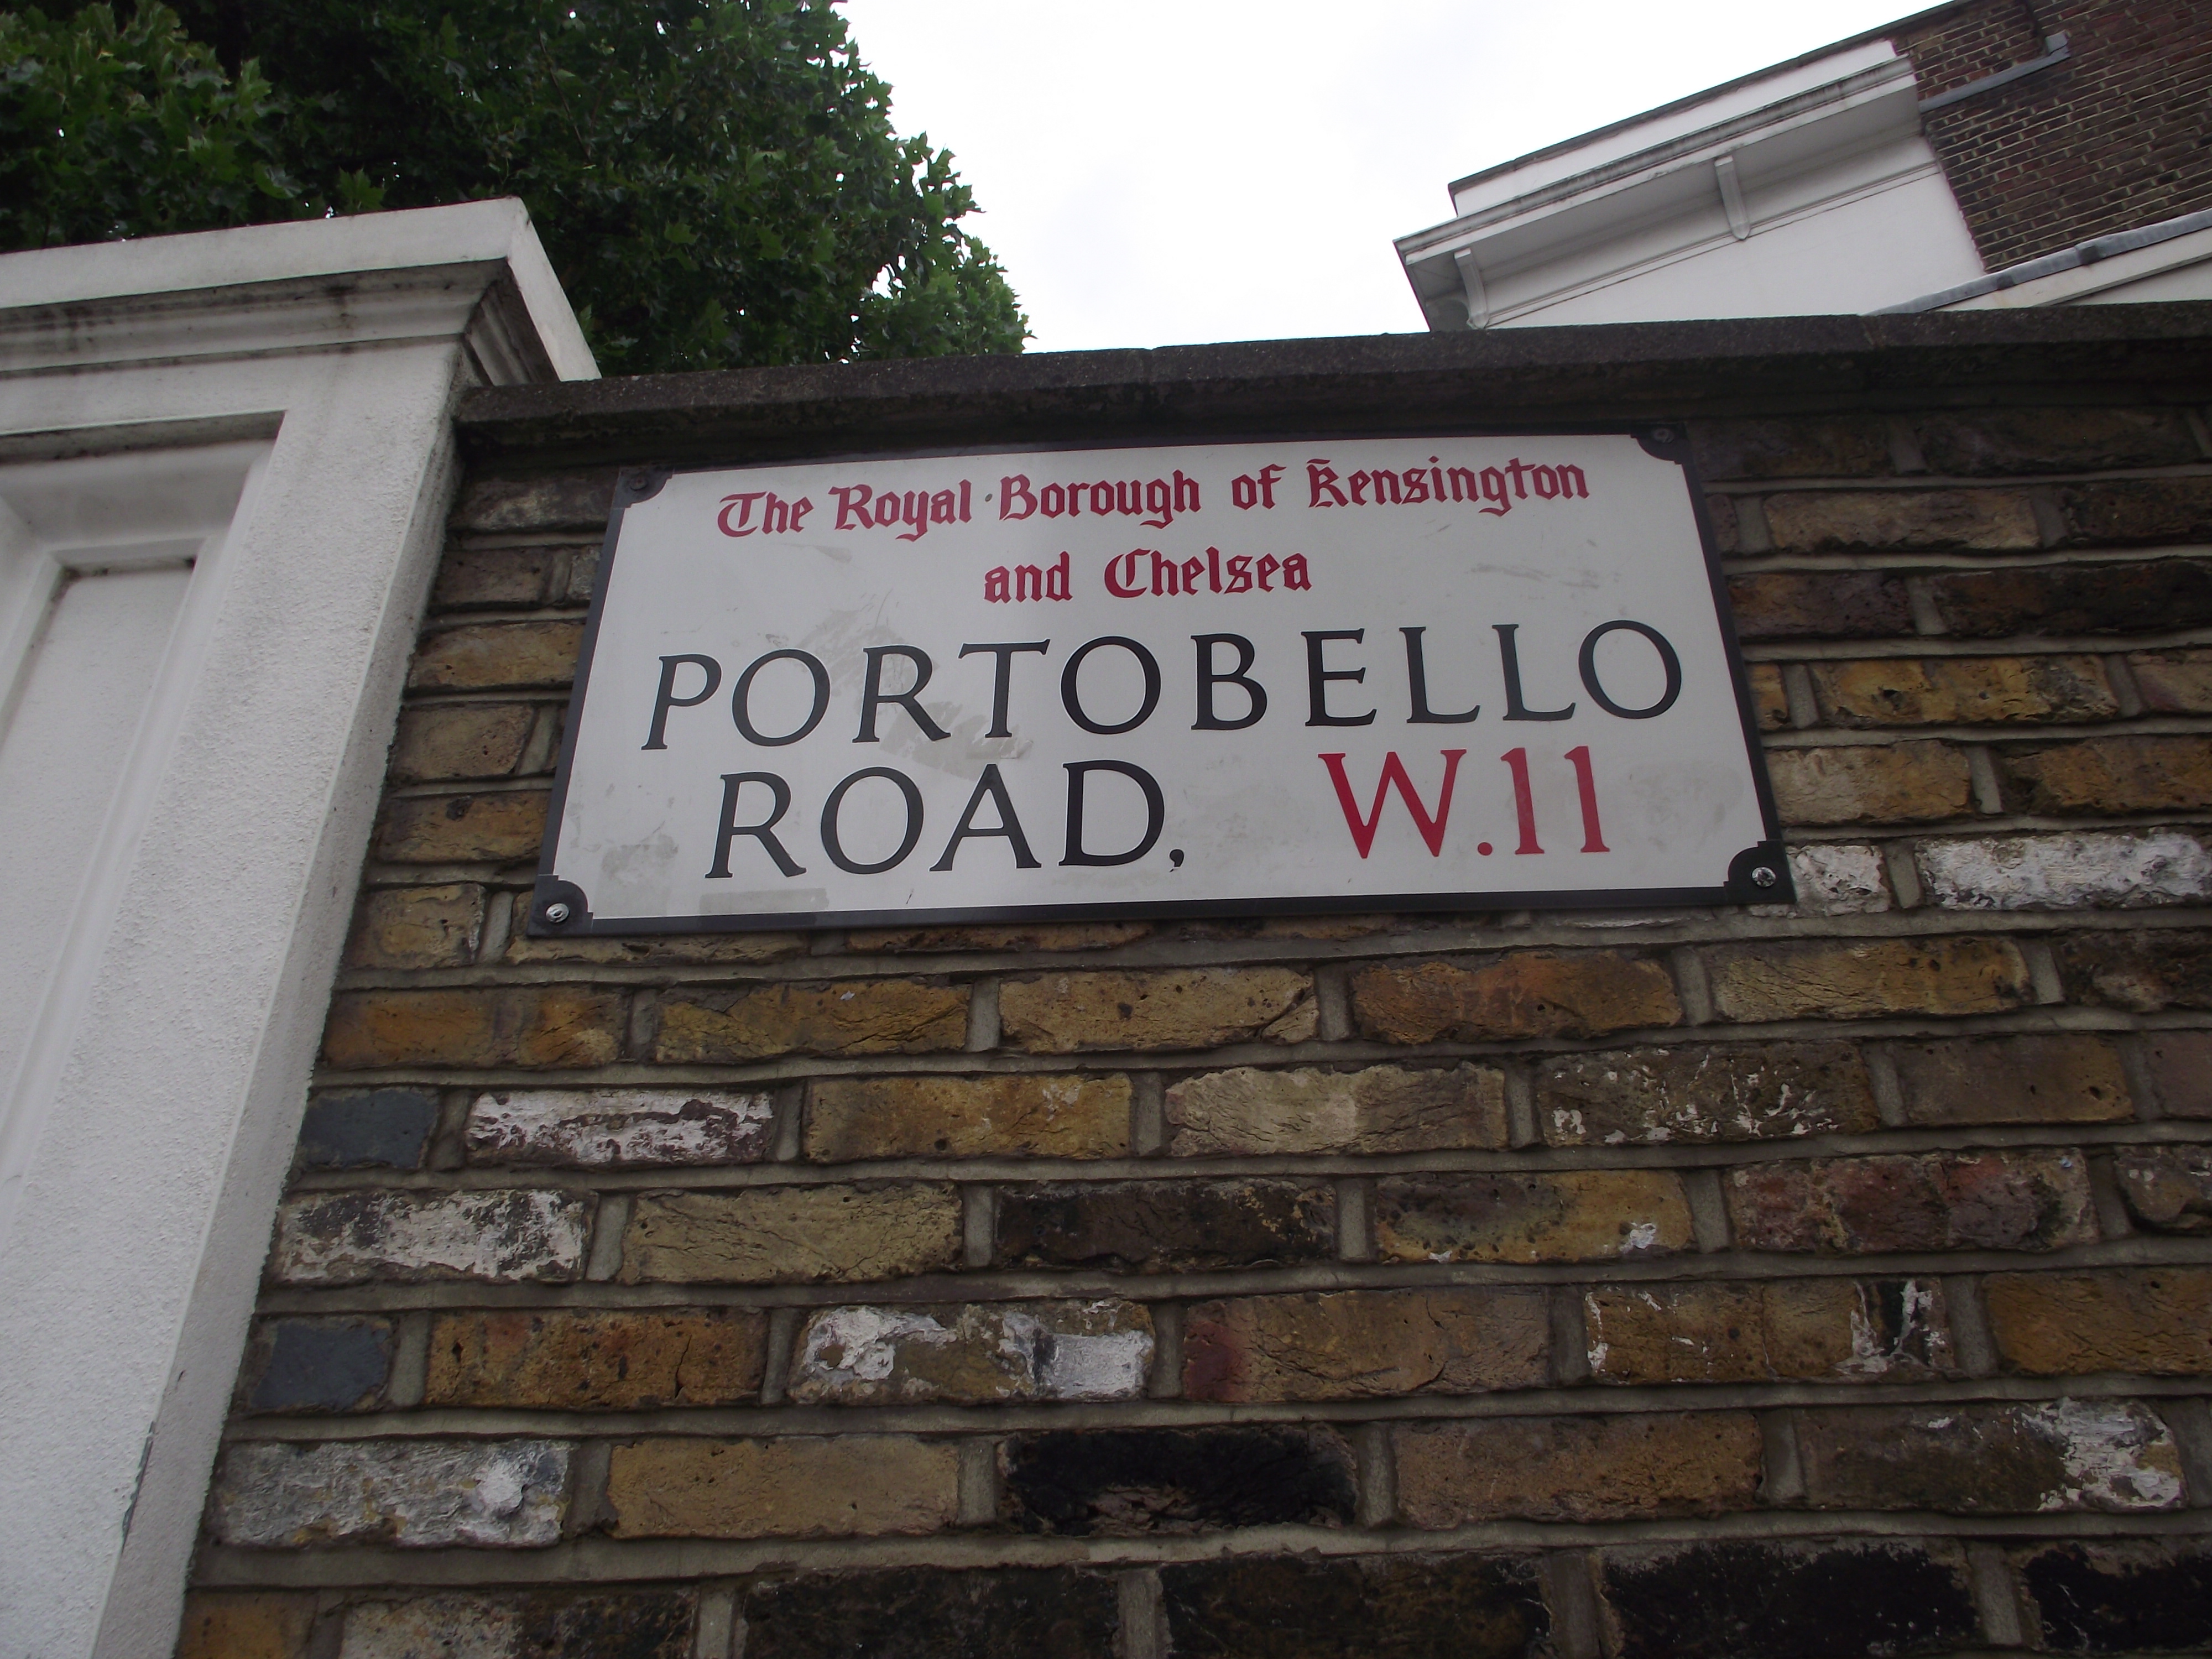 The Royal Borough of Kensington
and Chelsea
PORTOBELLO
ROAD, W.11